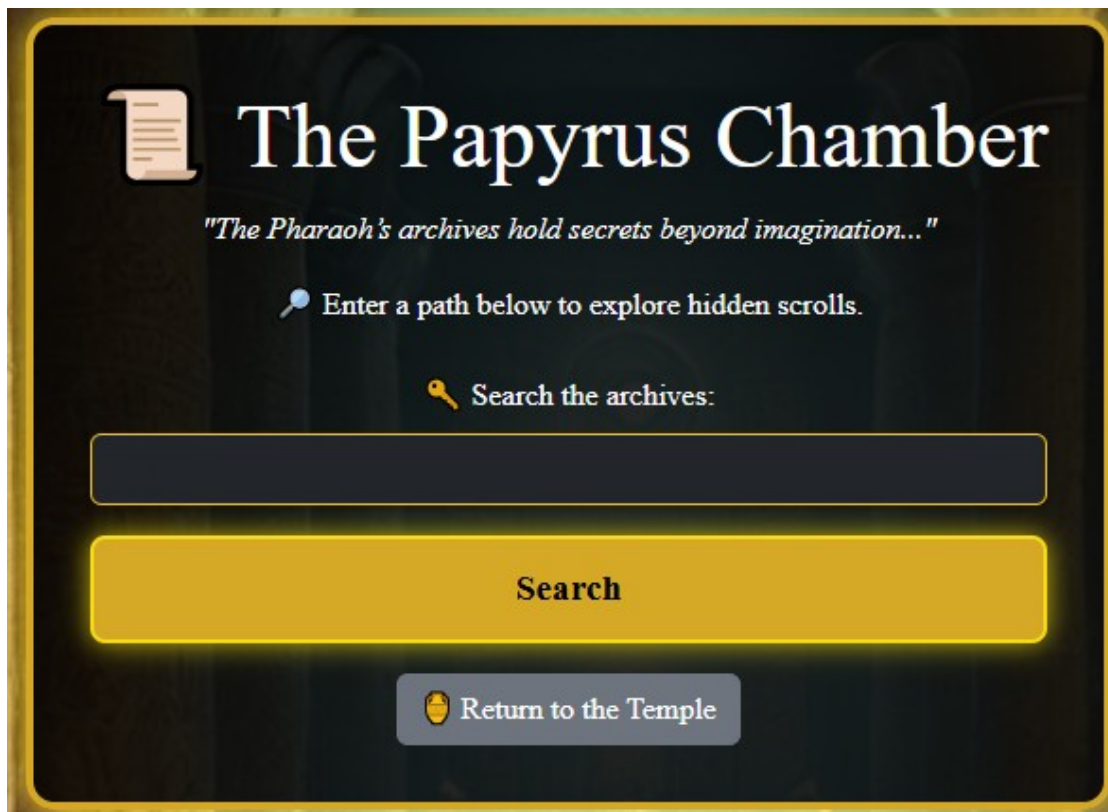 The Papyrus Chamber
"The Pharaoh’s archives hold secrets beyond imagination..."
Enter a path below to explore hidden scrolls.
Search the archives:
Search
Return to the Temple